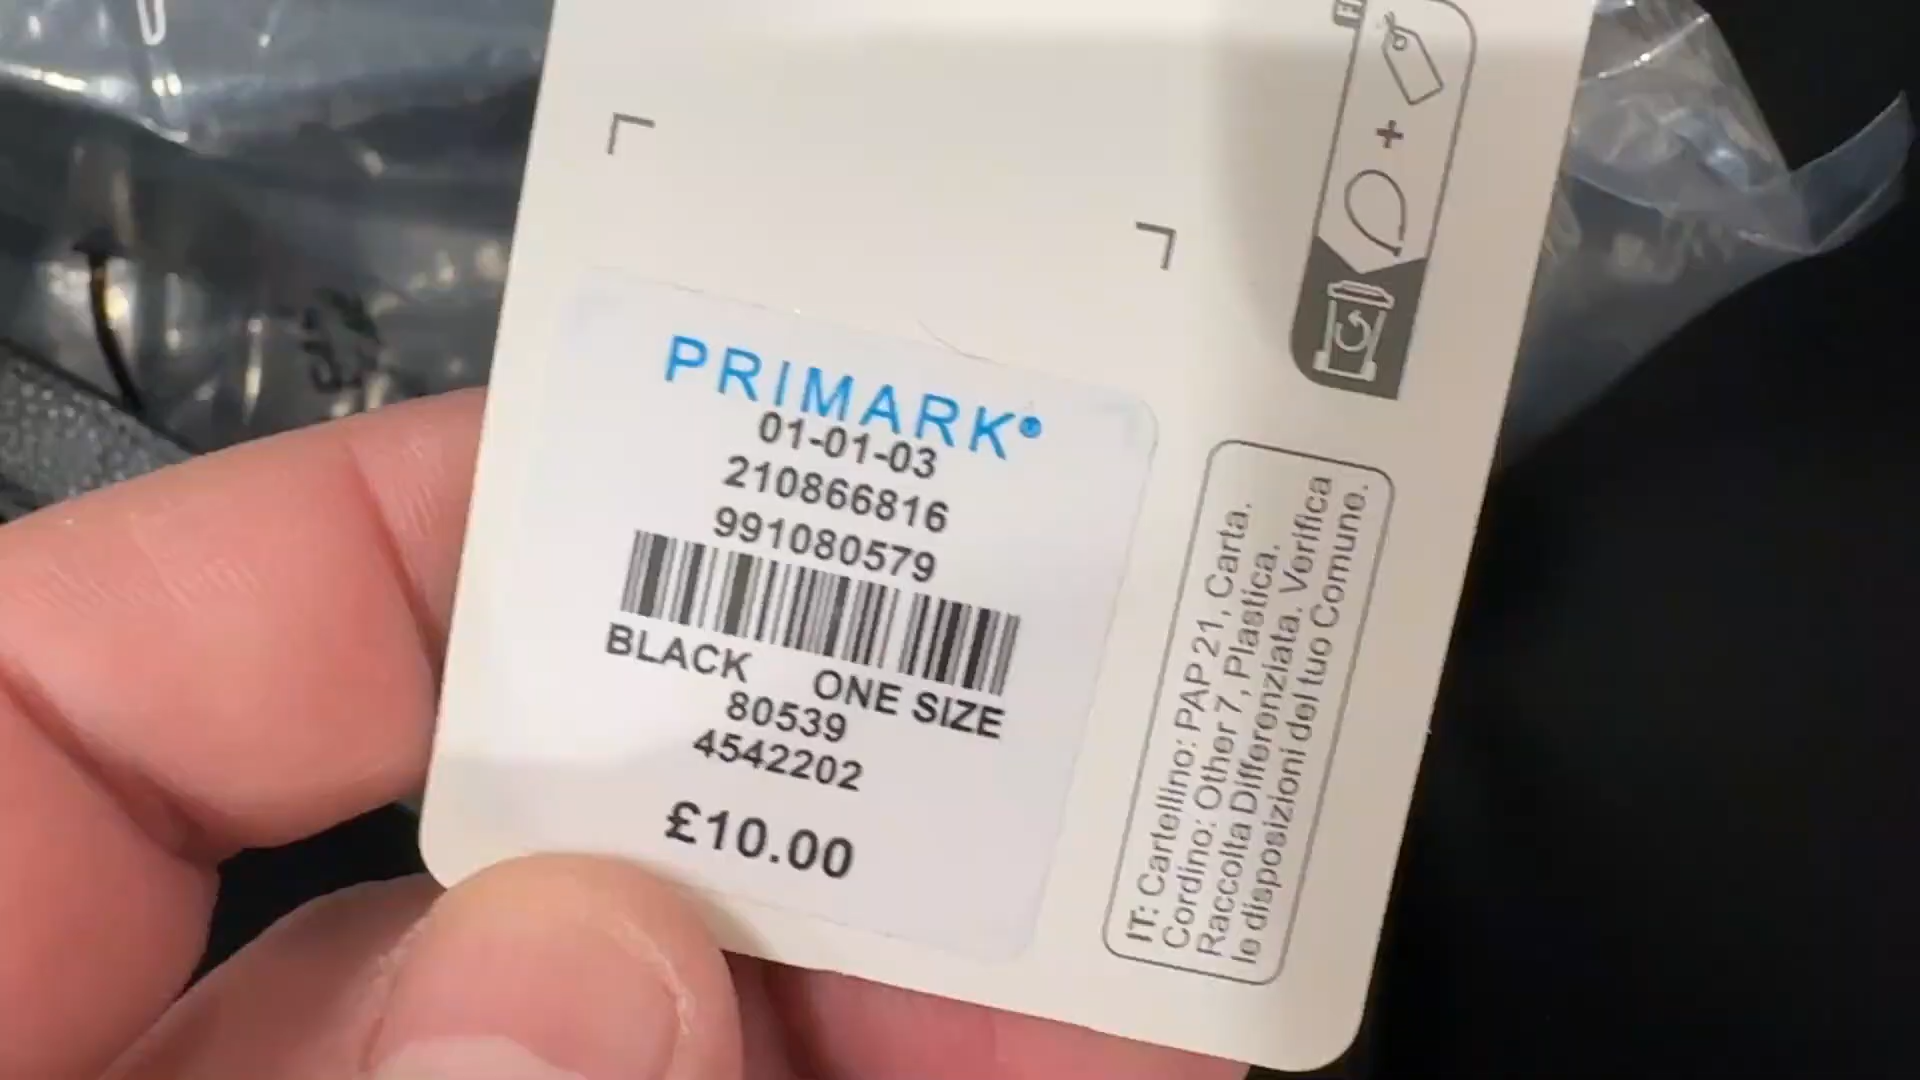 PRIMARK®
01-01-03
210866816
991080579
BLACK ONE SIZE
80539
4542202
£10.00
IT: Cartellino: PAP 21, Carta.
Cordino: Other 7, Plastica.
Raccolta Differenziata. Verifica
le disposizioni del tuo Comune.